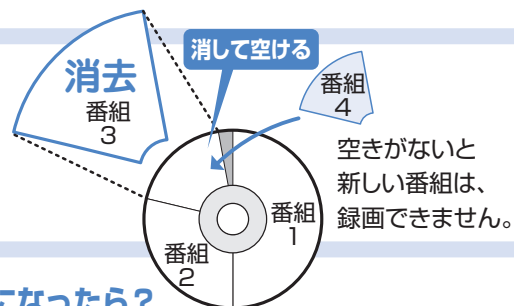 消して空ける
消去
番組
3
番組
4
空きがないと
新しい番組は、
録画できません。
番組
1
番組
2
になったら?